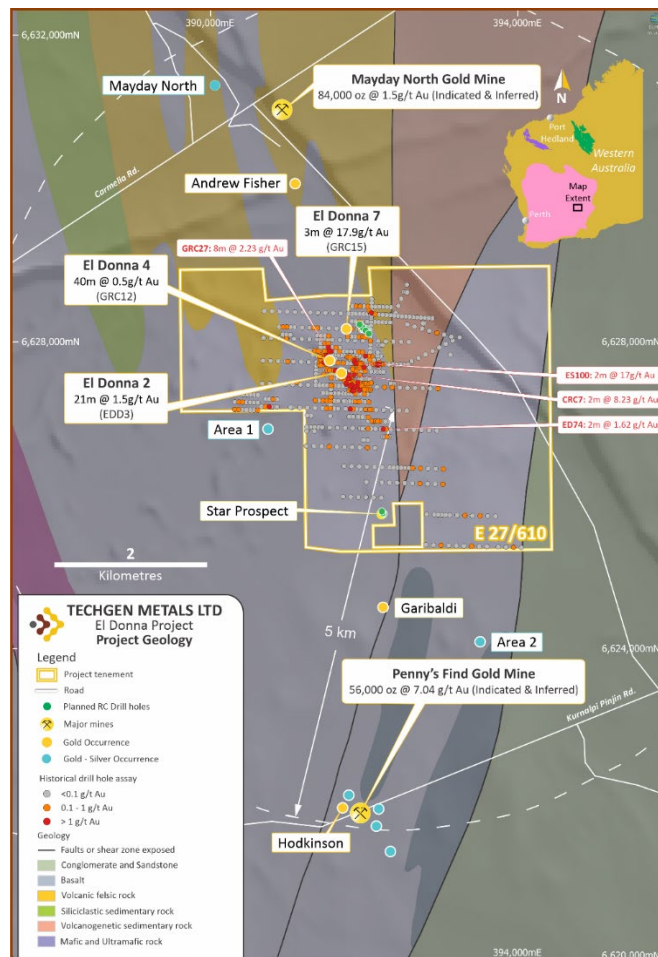 390,000mE
394,000mE
6,632,000mN
Mayday North
Mayday North Gold Mine
84,000 oz @ 1.5g/t Au (Indicated & Inferred)
N
Port
Hedland
Western
Australia
Map
Extent
Perth
Carmelia Rd.
Andrew Fisher
El Donna 7
3m @ 17.9g/t Au
(GRC15)
GRC27: 8m @ 2.23 g/t Au
El Donna 4
40m @ 0.5g/t Au
(GRC12)
6,628,000mN
6,628,000mN
El Donna 2
21m @ 1.5g/t Au
(EDD3)
ES100: 2m @ 17g/t Au
CRC7: 2m @ 8.23 g/t Au
ED74: 2m @ 1.62 g/t Au
Area 1
Star Prospect
E 27/610
2
Kilometres
Garibaldi
5 km
Area 2
6,624,000mN
Penny's Find Gold Mine
56,000 oz @ 7.04 g/t Au (Indicated & Inferred)
Kurnalpi Pinjin Rd.
Hodkinson
TECHGEN METALS LTD
El Donna Project
Project Geology
Legend
Project tenement
Road
Planned RC Drill holes
Major mines
Gold Occurrence
Gold - Silver Occurrence
Historical drill hole assay
<0.1 g/t Au
0.1 - 1 g/t Au
> 1 g/t Au
Geology
Faults or shear zone exposed
Conglomerate and Sandstone
Basalt
Volcanic felsic rock
Siliciclastic sedimentary rock
Volcanogenetic sedimentary rock
Mafic and Ultramafic rock
394,000mE
6,620,000mN